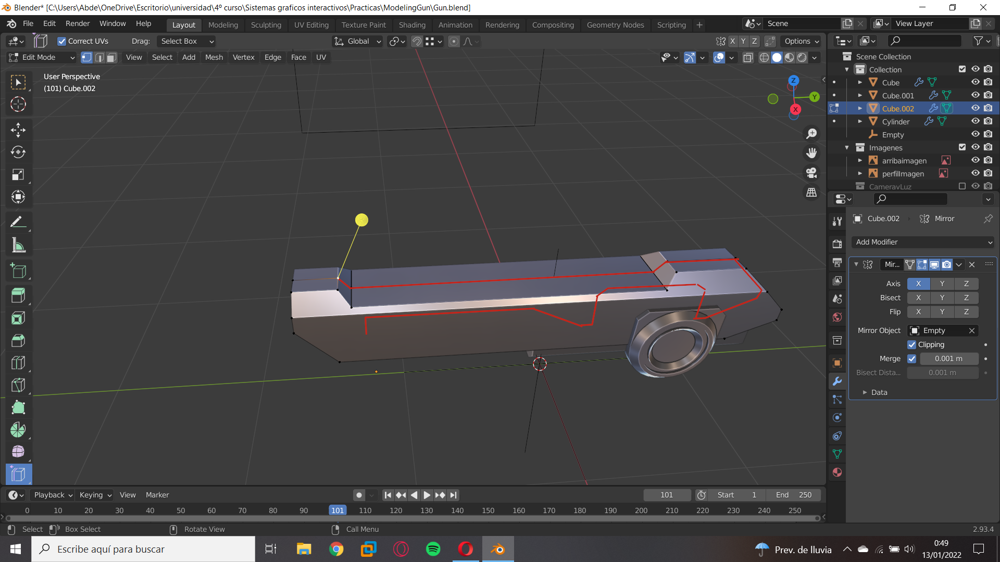 Blender* [C:\Users\Abde\OneDrive\Escritorio\universidad\4º curso\Sistemas graficos interactivos\Practicas\ModelingGun\Gun.blend]
File Edit Render Window Help Layout Modeling Sculpting UV Editing Texture Paint Shading Animation Rendering Compositing Geometry Nodes Scripting + Scene View Layer
Correct UVs Drag: Select Box Global X Y Z Options
Edit Mode View Select Add Mesh Vertex Edge Face UV
User Perspective
(101) Cube.002
Z
Y
X
Scene Collection
Collection
Cube
Cube.001
Cube.002
Cylinder
Empty
Imagenes
arribaimagen
perfilImagen
CamerayLuz
Cube.002 Mirror
Add Modifier
Mir...
Axis X Y Z
Bisect X Y Z
Flip X Y Z
Mirror Object Empty
Clipping
Merge 0.001 m
Bisect Dista... 0.001 m
Data
Playback Keying View Marker 101 Start 1 End 250
0 10 20 30 40 50 60 70 80 90 101 110 120 130 140 150 160 170 180 190 200 210 220 230 240 250
Select Box Select Rotate View Call Menu 2.93.4
Escribe aquí para buscar
Prev. de lluvia
0:49
13/01/2022